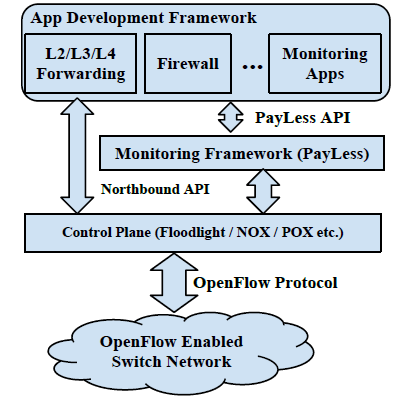 App Development Framework
L2/L3/L4
Forwarding
Firewall
...
Monitoring
Apps
PayLess API
Monitoring Framework (PayLess)
Northbound API
Control Plane (Floodlight / NOX / POX etc.)
OpenFlow Protocol
OpenFlow Enabled
Switch Network